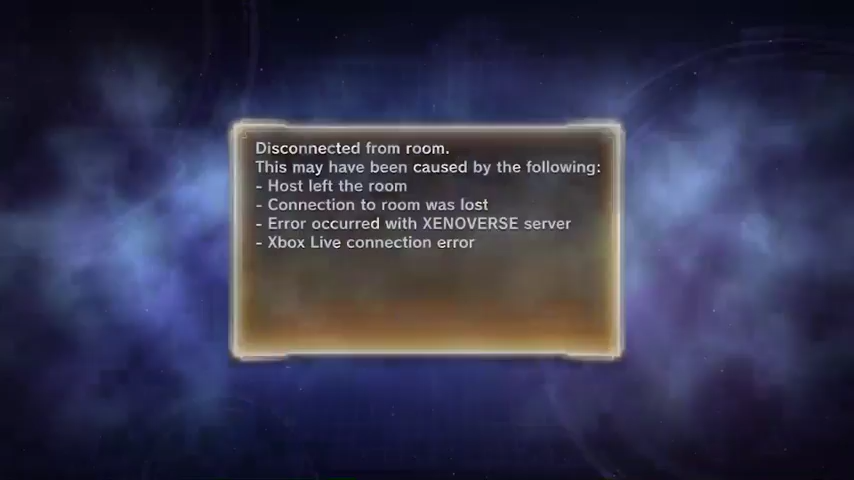 Disconnected from room.
This may have been caused by the following:
- Host left the room
- Connection to room was lost
- Error occurred with XENOVERSE server
- Xbox Live connection error